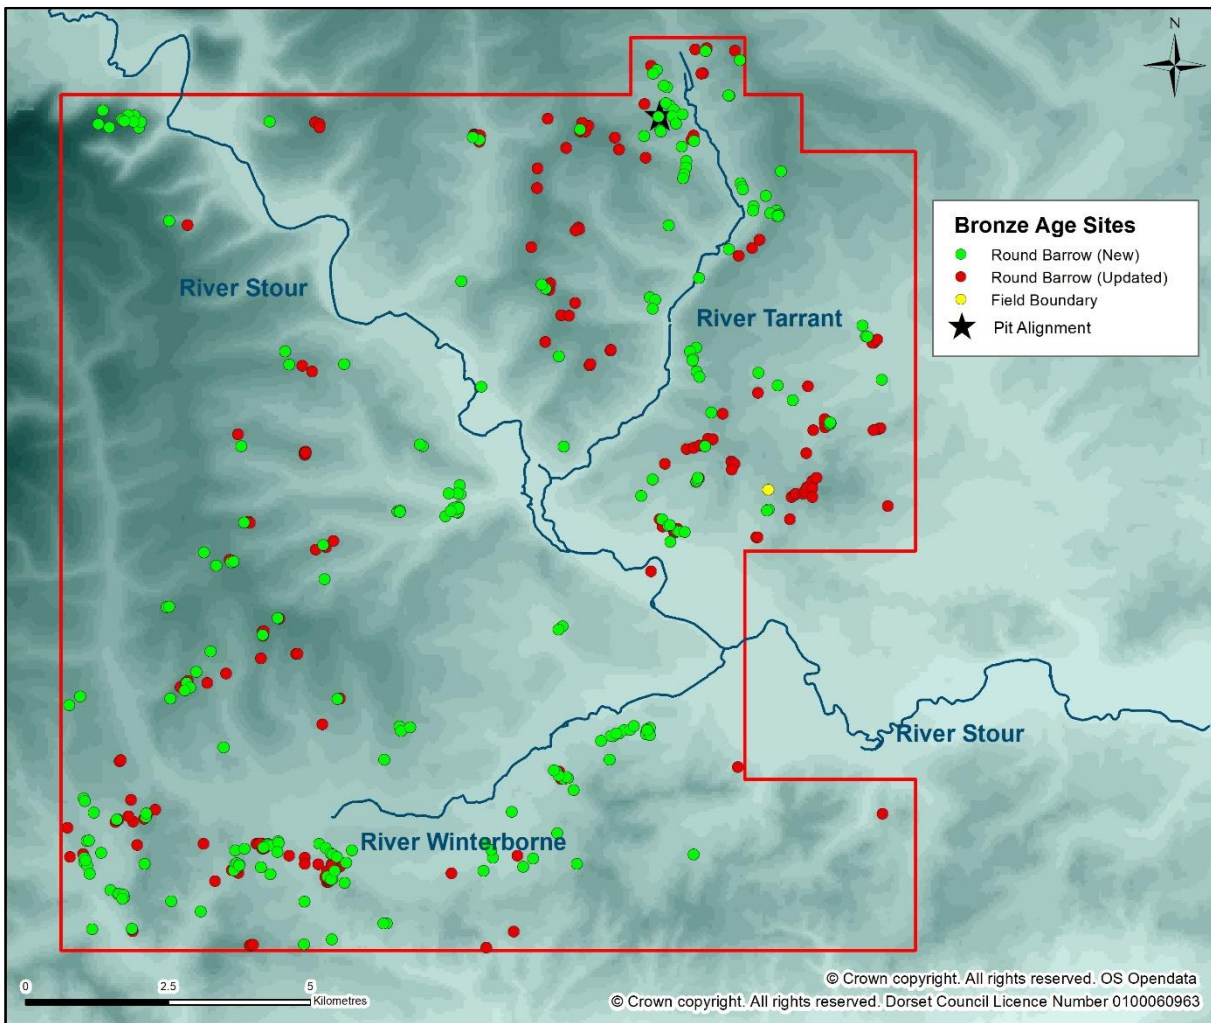 N
Bronze Age Sites
Round Barrow (New)
Round Barrow (Updated)
Field Boundary
Pit Alignment
River Stour
River Tarrant
River Stour
River Winterborne
0 2.5 5
Kilometres
© Crown copyright. All rights reserved. OS Opendata
© Crown copyright. All rights reserved. Dorset Council Licence Number 0100060963